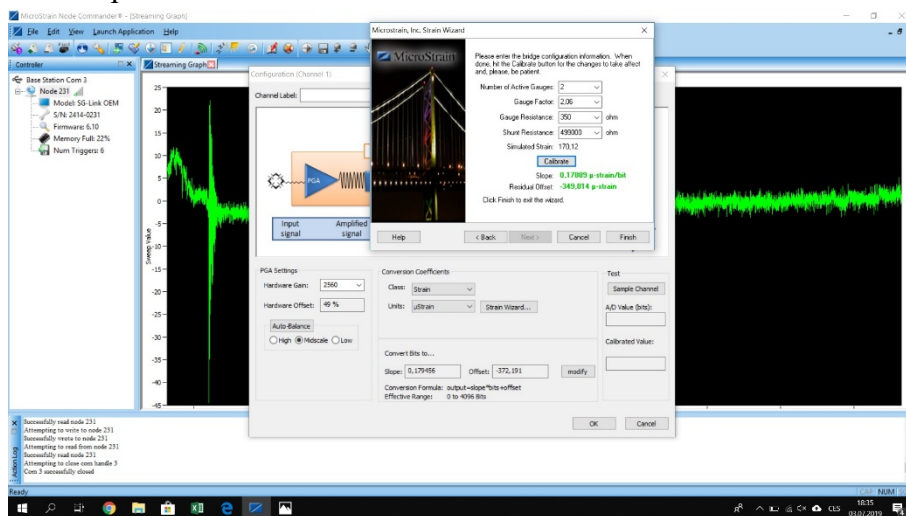 MicroStrain Node Commander® - [Streaming Graph]
File Edit View Launch Application Help
Controller
Streaming Graph
Base Station Com 3
Node 231
Model: SG-Link OEM
S/N: 2414-0231
Firmware: 6.10
Memory Full: 22%
Num Triggers: 6
Sweep Value
25
20
15
10
5
0
-5
-10
-15
-20
-25
-30
-35
-40
-45
Configuration (Channel 1)
Channel Label:
PGA
Input signal
Amplified signal
Microstrain, Inc. Strain Wizard
MicroStrain
Please enter the bridge configuration information. When
done, hit the Calibrate button for the changes to take affect
and, please, be patient.
Number of Active Gauges: 2
Gauge Factor: 2,06
Gauge Resistance: 350 ohm
Shunt Resistance: 499000 ohm
Simulated Strain: 170,12
Calibrate
Slope: 0,17089 µ-strain/bit
Residual Offset: -349,014 µ-strain
Click Finish to exit the wizard.
Help < Back Next > Cancel Finish
PGA Settings
Hardware Gain: 2560
Hardware Offset: 49 %
Auto-Balance
High Midscale Low
Conversion Coefficients
Class: Strain
Units: uStrain Strain Wizard...
Convert Bits to...
Slope: 0,179456 Offset: -372,191 modify
Conversion Formula: output=slope*bits+offset
Effective Range: 0 to 4096 Bits
Test
Sample Channel
A/D Value (bits):
Calibrated Value:
OK Cancel
Action Log
Successfully read node 231
Attempting to write to node 231
Successfully wrote to node 231
Attempting to read from node 231
Successfully read node 231
Attempting to close com handle 3
Com 3 successfully closed
Ready
CAP NUM
CES
18:35
03.07.2019